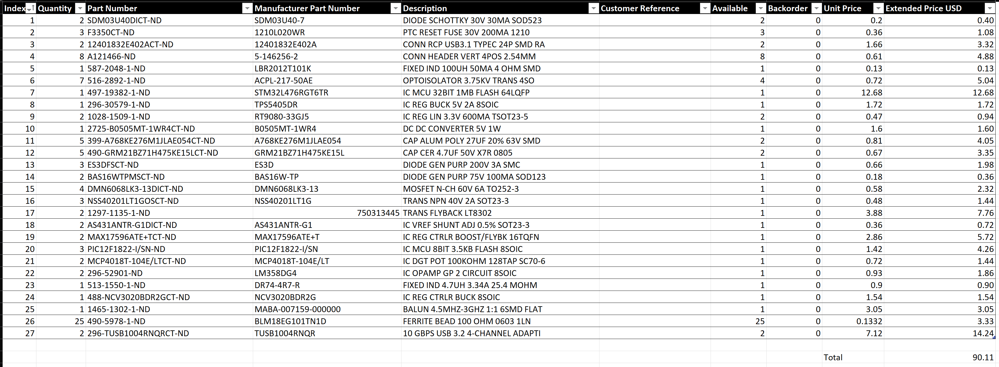 Index Quantity Part Number Manufacturer Part Number Description Customer Reference Available Backorder Unit Price Extended Price USD
1 2 SDM03U40DICT-ND SDM03U40-7 DIODE SCHOTTKY 30V 30MA SOD523 2 0 0.2 0.40
2 3 F3350CT-ND 1210L020WR PTC RESET FUSE 30V 200MA 1210 3 0 0.36 1.08
3 2 12401832E402ACT-ND 12401832E402A CONN RCP USB3.1 TYPEC 24P SMD RA 2 0 1.66 3.32
4 8 A121466-ND 5-146256-2 CONN HEADER VERT 4POS 2.54MM 8 0 0.61 4.88
5 1 587-2048-1-ND LBR2012T101K FIXED IND 100UH 50MA 4 OHM SMD 1 0 0.13 0.13
6 7 516-2892-1-ND ACPL-217-50AE OPTOISOLATOR 3.75KV TRANS 4SO 4 0 0.72 5.04
7 1 497-19382-1-ND STM32L476RGT6TR IC MCU 32BIT 1MB FLASH 64LQFP 1 0 12.68 12.68
8 1 296-30579-1-ND TPS5405DR IC REG BUCK 5V 2A 8SOIC 1 0 1.72 1.72
9 2 1028-1509-1-ND RT9080-33GJ5 IC REG LIN 3.3V 600MA TSOT23-5 2 0 0.47 0.94
10 1 2725-B0505MT-1WR4CT-ND B0505MT-1WR4 DC DC CONVERTER 5V 1W 1 0 1.6 1.60
11 5 399-A768KE276M1JLAE054CT-ND A768KE276M1JLAE054 CAP ALUM POLY 27UF 20% 63V SMD 2 0 0.81 4.05
12 5 490-GRM21BZ71H475KE15LCT-ND GRM21BZ71H475KE15L CAP CER 4.7UF 50V X7R 0805 2 0 0.67 3.35
13 3 ES3DFSCT-ND ES3D DIODE GEN PURP 200V 3A SMC 1 0 0.66 1.98
14 2 BAS16WTPMSCT-ND BAS16W-TP DIODE GEN PURP 75V 100MA SOD123 1 0 0.18 0.36
15 4 DMN6068LK3-13DICT-ND DMN6068LK3-13 MOSFET N-CH 60V 6A TO252-3 1 0 0.58 2.32
16 3 NSS40201LT1GOSCT-ND NSS40201LT1G TRANS NPN 40V 2A SOT23-3 1 0 0.48 1.44
17 2 1297-1135-1-ND 750313445 TRANS FLYBACK LT8302 1 0 3.88 7.76
18 2 AS431ANTR-G1DICT-ND AS431ANTR-G1 IC VREF SHUNT ADJ 0.5% SOT23-3 1 0 0.36 0.72
19 2 MAX17596ATE+TCT-ND MAX17596ATE+T IC REG CTRLR BOOST/FLYBK 16TQFN 1 0 2.86 5.72
20 3 PIC12F1822-I/SN-ND PIC12F1822-I/SN IC MCU 8BIT 3.5KB FLASH 8SOIC 1 0 1.42 4.26
21 2 MCP4018T-104E/LTCT-ND MCP4018T-104E/LT IC DGT POT 100KOHM 128TAP SC70-6 1 0 0.72 1.44
22 2 296-52901-ND LM358DG4 IC OPAMP GP 2 CIRCUIT 8SOIC 1 0 0.93 1.86
23 1 513-1550-1-ND DR74-4R7-R FIXED IND 4.7UH 3.34A 25.4 MOHM 1 0 0.9 0.90
24 1 488-NCV3020BDR2GCT-ND NCV3020BDR2G IC REG CTRLR BUCK 8SOIC 1 0 1.54 1.54
25 1 1465-1302-1-ND MABA-007159-000000 BALUN 4.5MHZ-3GHZ 1:1 6SMD FLAT 1 0 3.05 3.05
26 25 490-5978-1-ND BLM18EG101TN1D FERRITE BEAD 100 OHM 0603 1LN 25 0 0.1332 3.33
27 2 296-TUSB1004RNQRCT-ND TUSB1004RNQR 10 GBPS USB 3.2 4-CHANNEL ADAPTI 2 0 7.12 14.24
Total 90.11